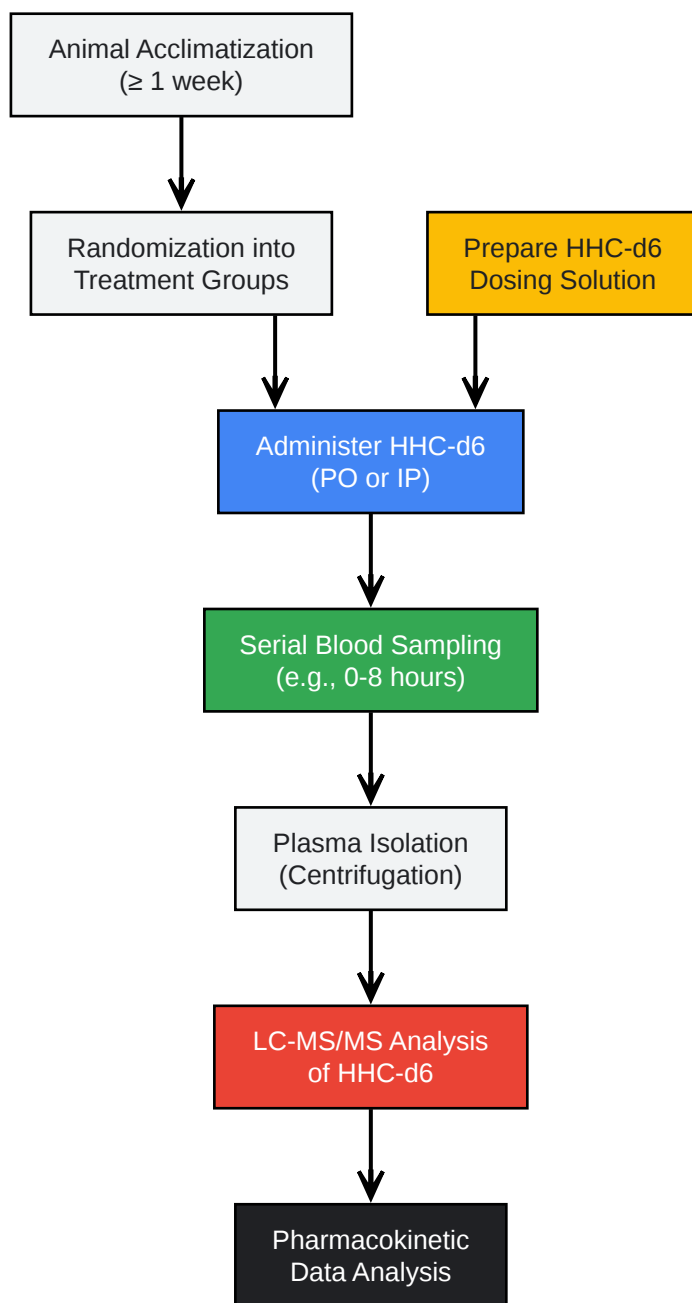 Animal Acclimatization
(≥ 1 week)
Randomization into
Treatment Groups
Prepare HHC-d6
Dosing Solution
Administer HHC-d6
(PO or IP)
Serial Blood Sampling
(e.g., 0-8 hours)
Plasma Isolation
(Centrifugation)
LC-MS/MS Analysis
of HHC-d6
Pharmacokinetic
Data Analysis